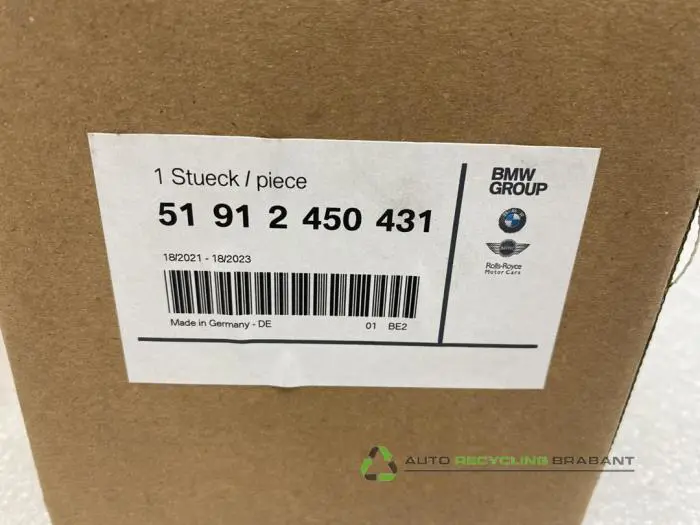 1 Stueck / piece
51 91 2 450 431
18/2021 - 18/2023
Made in Germany - DE 01 BE2
BMW
GROUP
Rolls-Royce
Motor Cars
AUTO RECYCLING BRABANT